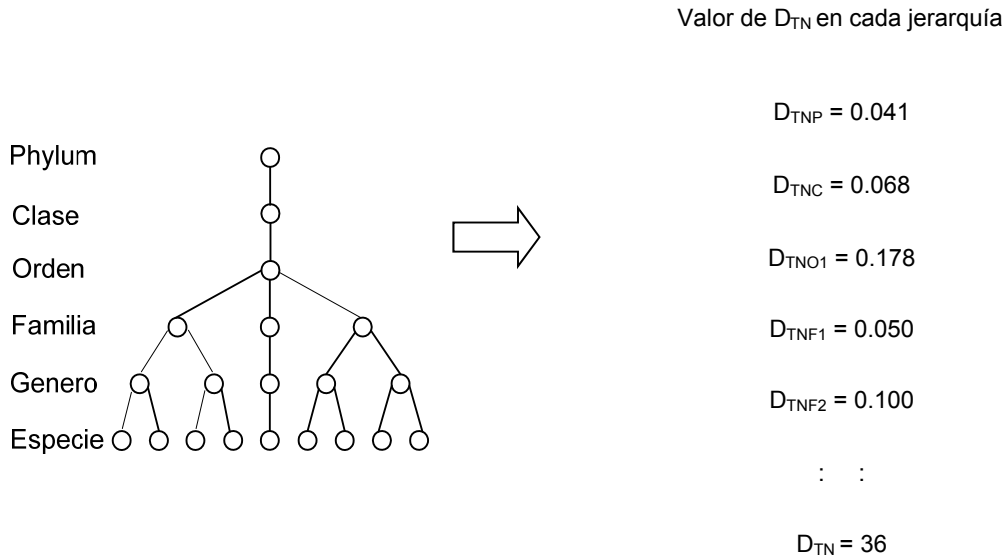 Valor de D_TN en cada jerarquía
Phylum
Clase
Orden
Familia
Genero
Especie
D_TNP = 0.041
D_TNC = 0.068
D_TNO1 = 0.178
D_TNF1 = 0.050
D_TNF2 = 0.100
: :
D_TN = 36